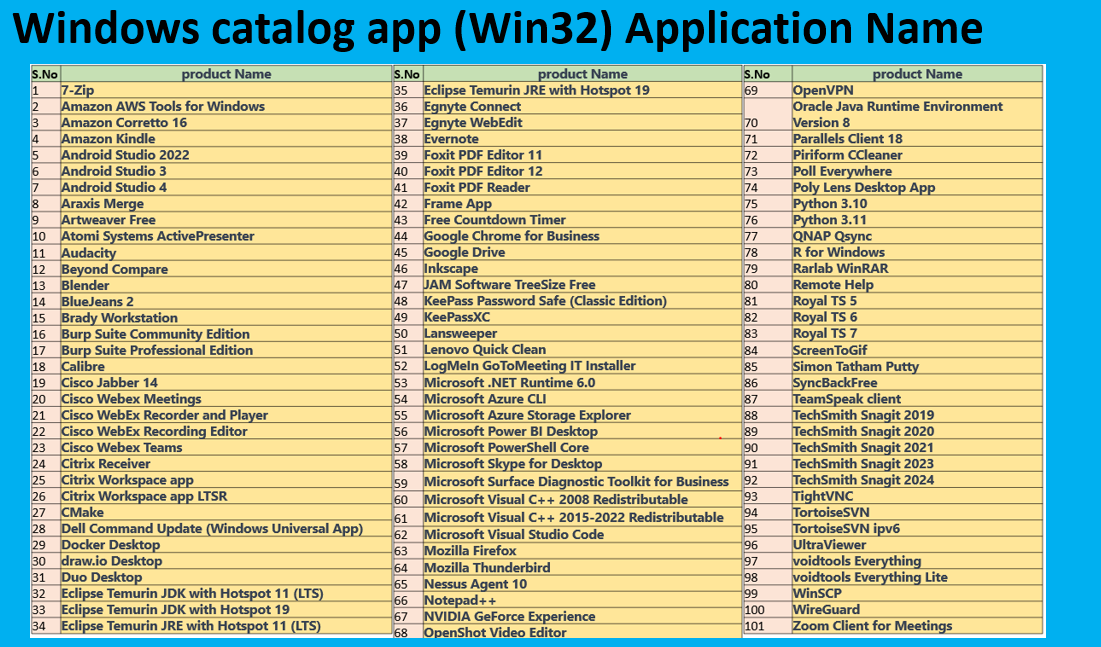 Windows catalog app (Win32) Application Name
S.No product Name
1 7-Zip
2 Amazon AWS Tools for Windows
3 Amazon Corretto 16
4 Amazon Kindle
5 Android Studio 2022
6 Android Studio 3
7 Android Studio 4
8 Araxis Merge
9 Artweaver Free
10 Atomi Systems ActivePresenter
11 Audacity
12 Beyond Compare
13 Blender
14 BlueJeans 2
15 Brady Workstation
16 Burp Suite Community Edition
17 Burp Suite Professional Edition
18 Calibre
19 Cisco Jabber 14
20 Cisco Webex Meetings
21 Cisco WebEx Recorder and Player
22 Cisco WebEx Recording Editor
23 Cisco Webex Teams
24 Citrix Receiver
25 Citrix Workspace app
26 Citrix Workspace app LTSR
27 CMake
28 Dell Command Update (Windows Universal App)
29 Docker Desktop
30 draw.io Desktop
31 Duo Desktop
32 Eclipse Temurin JDK with Hotspot 11 (LTS)
33 Eclipse Temurin JDK with Hotspot 19
34 Eclipse Temurin JRE with Hotspot 11 (LTS)
S.No product Name
35 Eclipse Temurin JRE with Hotspot 19
36 Egnyte Connect
37 Egnyte WebEdit
38 Evernote
39 Foxit PDF Editor 11
40 Foxit PDF Editor 12
41 Foxit PDF Reader
42 Frame App
43 Free Countdown Timer
44 Google Chrome for Business
45 Google Drive
46 Inkscape
47 JAM Software TreeSize Free
48 KeePass Password Safe (Classic Edition)
49 KeePassXC
50 Lansweeper
51 Lenovo Quick Clean
52 LogMeIn GoToMeeting IT Installer
53 Microsoft .NET Runtime 6.0
54 Microsoft Azure CLI
55 Microsoft Azure Storage Explorer
56 Microsoft Power BI Desktop
57 Microsoft PowerShell Core
58 Microsoft Skype for Desktop
59 Microsoft Surface Diagnostic Toolkit for Business
60 Microsoft Visual C++ 2008 Redistributable
61 Microsoft Visual C++ 2015-2022 Redistributable
62 Microsoft Visual Studio Code
63 Mozilla Firefox
64 Mozilla Thunderbird
65 Nessus Agent 10
66 Notepad++
67 NVIDIA GeForce Experience
68 OpenShot Video Editor
S.No product Name
69 OpenVPN
Oracle Java Runtime Environment
70 Version 8
71 Parallels Client 18
72 Piriform CCleaner
73 Poll Everywhere
74 Poly Lens Desktop App
75 Python 3.10
76 Python 3.11
77 QNAP Qsync
78 R for Windows
79 Rarlab WinRAR
80 Remote Help
81 Royal TS 5
82 Royal TS 6
83 Royal TS 7
84 ScreenToGif
85 Simon Tatham Putty
86 SyncBackFree
87 TeamSpeak client
88 TechSmith Snagit 2019
89 TechSmith Snagit 2020
90 TechSmith Snagit 2021
91 TechSmith Snagit 2023
92 TechSmith Snagit 2024
93 TightVNC
94 TortoiseSVN
95 TortoiseSVN ipv6
96 UltraViewer
97 voidtools Everything
98 voidtools Everything Lite
99 WinSCP
100 WireGuard
101 Zoom Client for Meetings